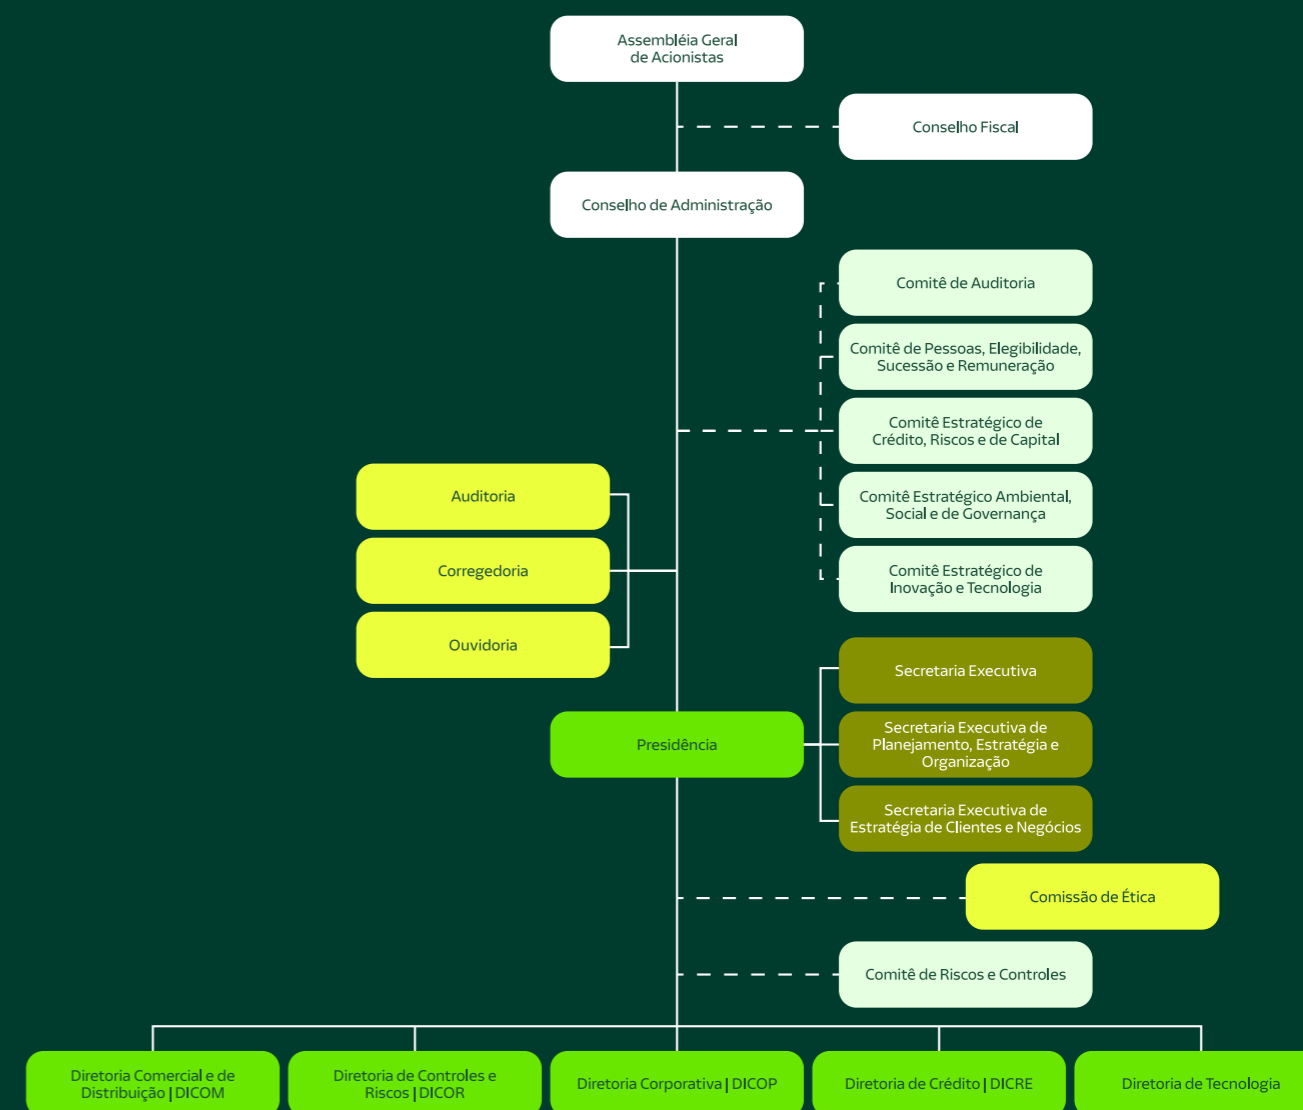 Assembléia Geral
de Acionistas
Conselho Fiscal
Conselho de Administração
Comitê de Auditoria
Comitê de Pessoas, Elegibilidade,
Sucessão e Remuneração
Comitê Estratégico de
Crédito, Riscos e de Capital
Comitê Estratégico Ambiental,
Social e de Governança
Comitê Estratégico de
Inovação e Tecnologia
Auditoria
Corregedoria
Ouvidoria
Presidência
Secretaria Executiva
Secretaria Executiva de
Planejamento, Estratégia e
Organização
Secretaria Executiva de
Estratégia de Clientes e Negócios
Comissão de Ética
Comitê de Riscos e Controles
Diretoria Comercial e de
Distribuição | DICOM
Diretoria de Controles e
Riscos | DICOR
Diretoria Corporativa | DICOP
Diretoria de Crédito | DICRE
Diretoria de Tecnologia